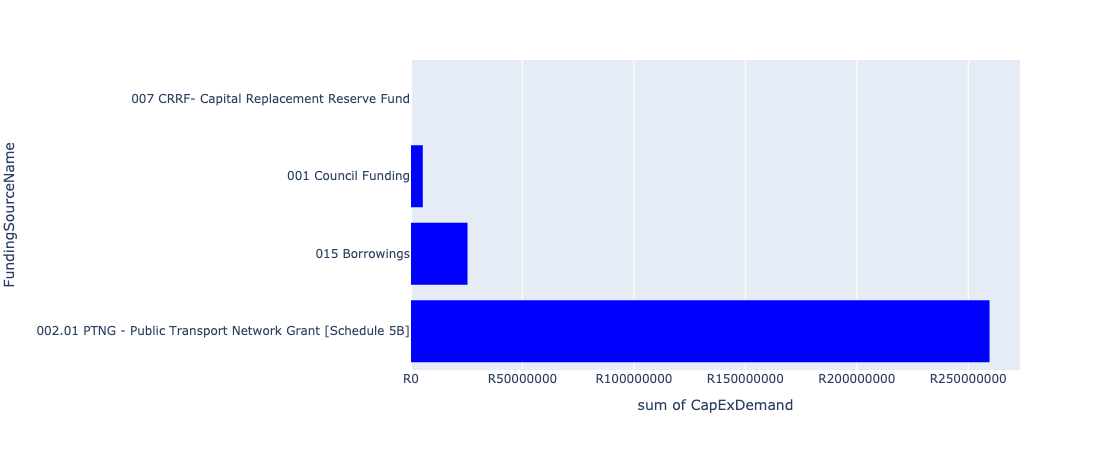 FundingSourceName
007 CRRF- Capital Replacement Reserve Fund
001 Council Funding
015 Borrowings
002.01 PTNG - Public Transport Network Grant [Schedule 5B]
R0 R50000000 R100000000 R150000000 R200000000 R250000000
sum of CapExDemand